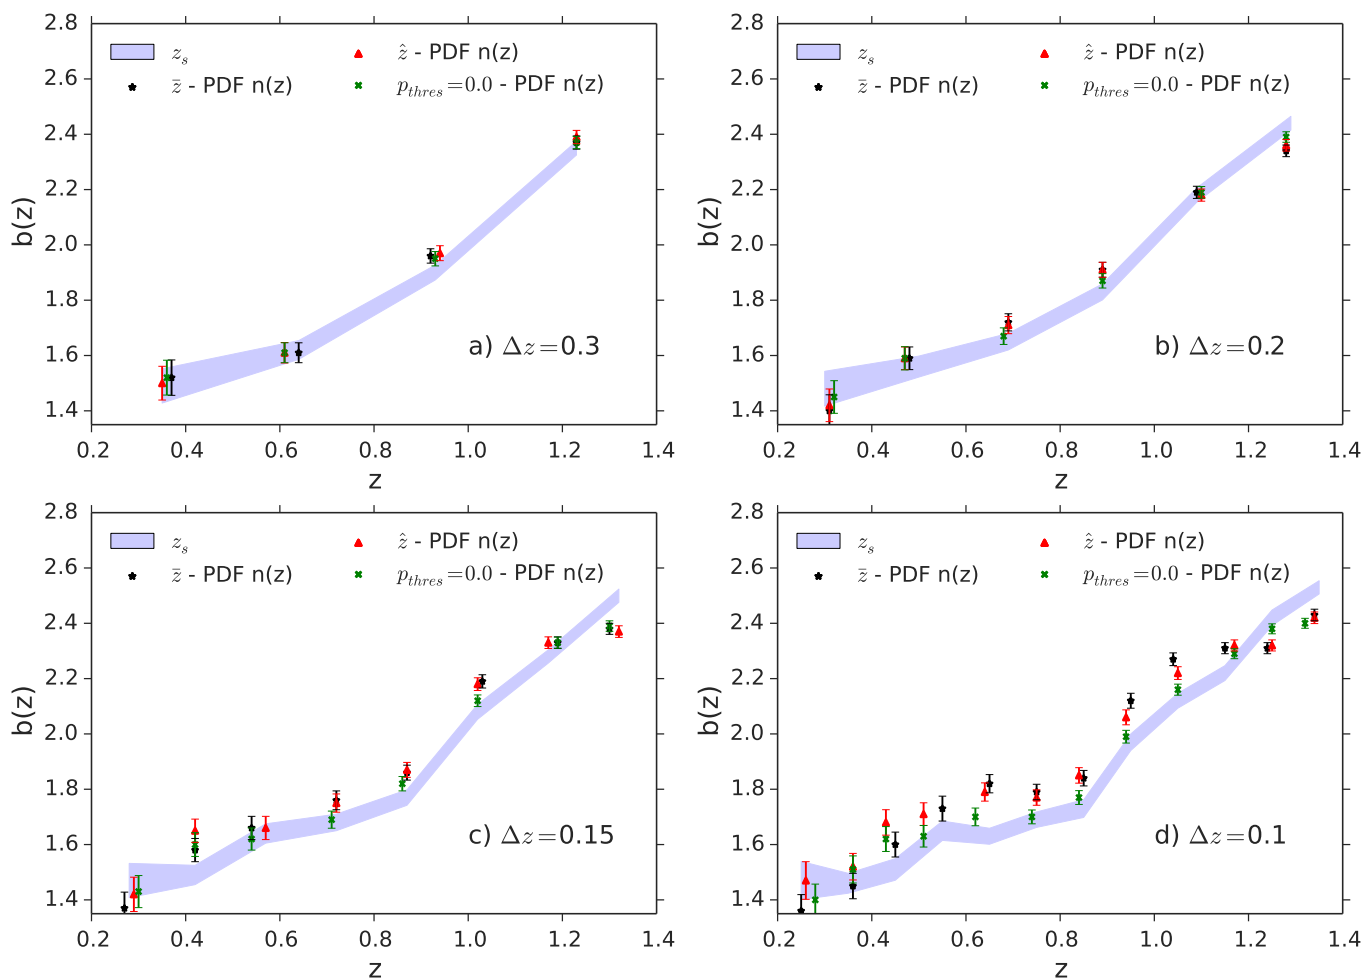 2.8
2.6
2.4
2.2
2.0
1.8
1.6
1.4
b(z)
z_s
z̄ - PDF n(z)
ẑ - PDF n(z)
p_thres=0.0 - PDF n(z)
a) Δz=0.3
0.2 0.4 0.6 0.8 1.0 1.2 1.4
z
2.8
2.6
2.4
2.2
2.0
1.8
1.6
1.4
b(z)
z_s
z̄ - PDF n(z)
ẑ - PDF n(z)
p_thres=0.0 - PDF n(z)
b) Δz=0.2
0.2 0.4 0.6 0.8 1.0 1.2 1.4
z
2.8
2.6
2.4
2.2
2.0
1.8
1.6
1.4
b(z)
z_s
z̄ - PDF n(z)
ẑ - PDF n(z)
p_thres=0.0 - PDF n(z)
c) Δz=0.15
0.2 0.4 0.6 0.8 1.0 1.2 1.4
z
2.8
2.6
2.4
2.2
2.0
1.8
1.6
1.4
b(z)
z_s
z̄ - PDF n(z)
ẑ - PDF n(z)
p_thres=0.0 - PDF n(z)
d) Δz=0.1
0.2 0.4 0.6 0.8 1.0 1.2 1.4
z